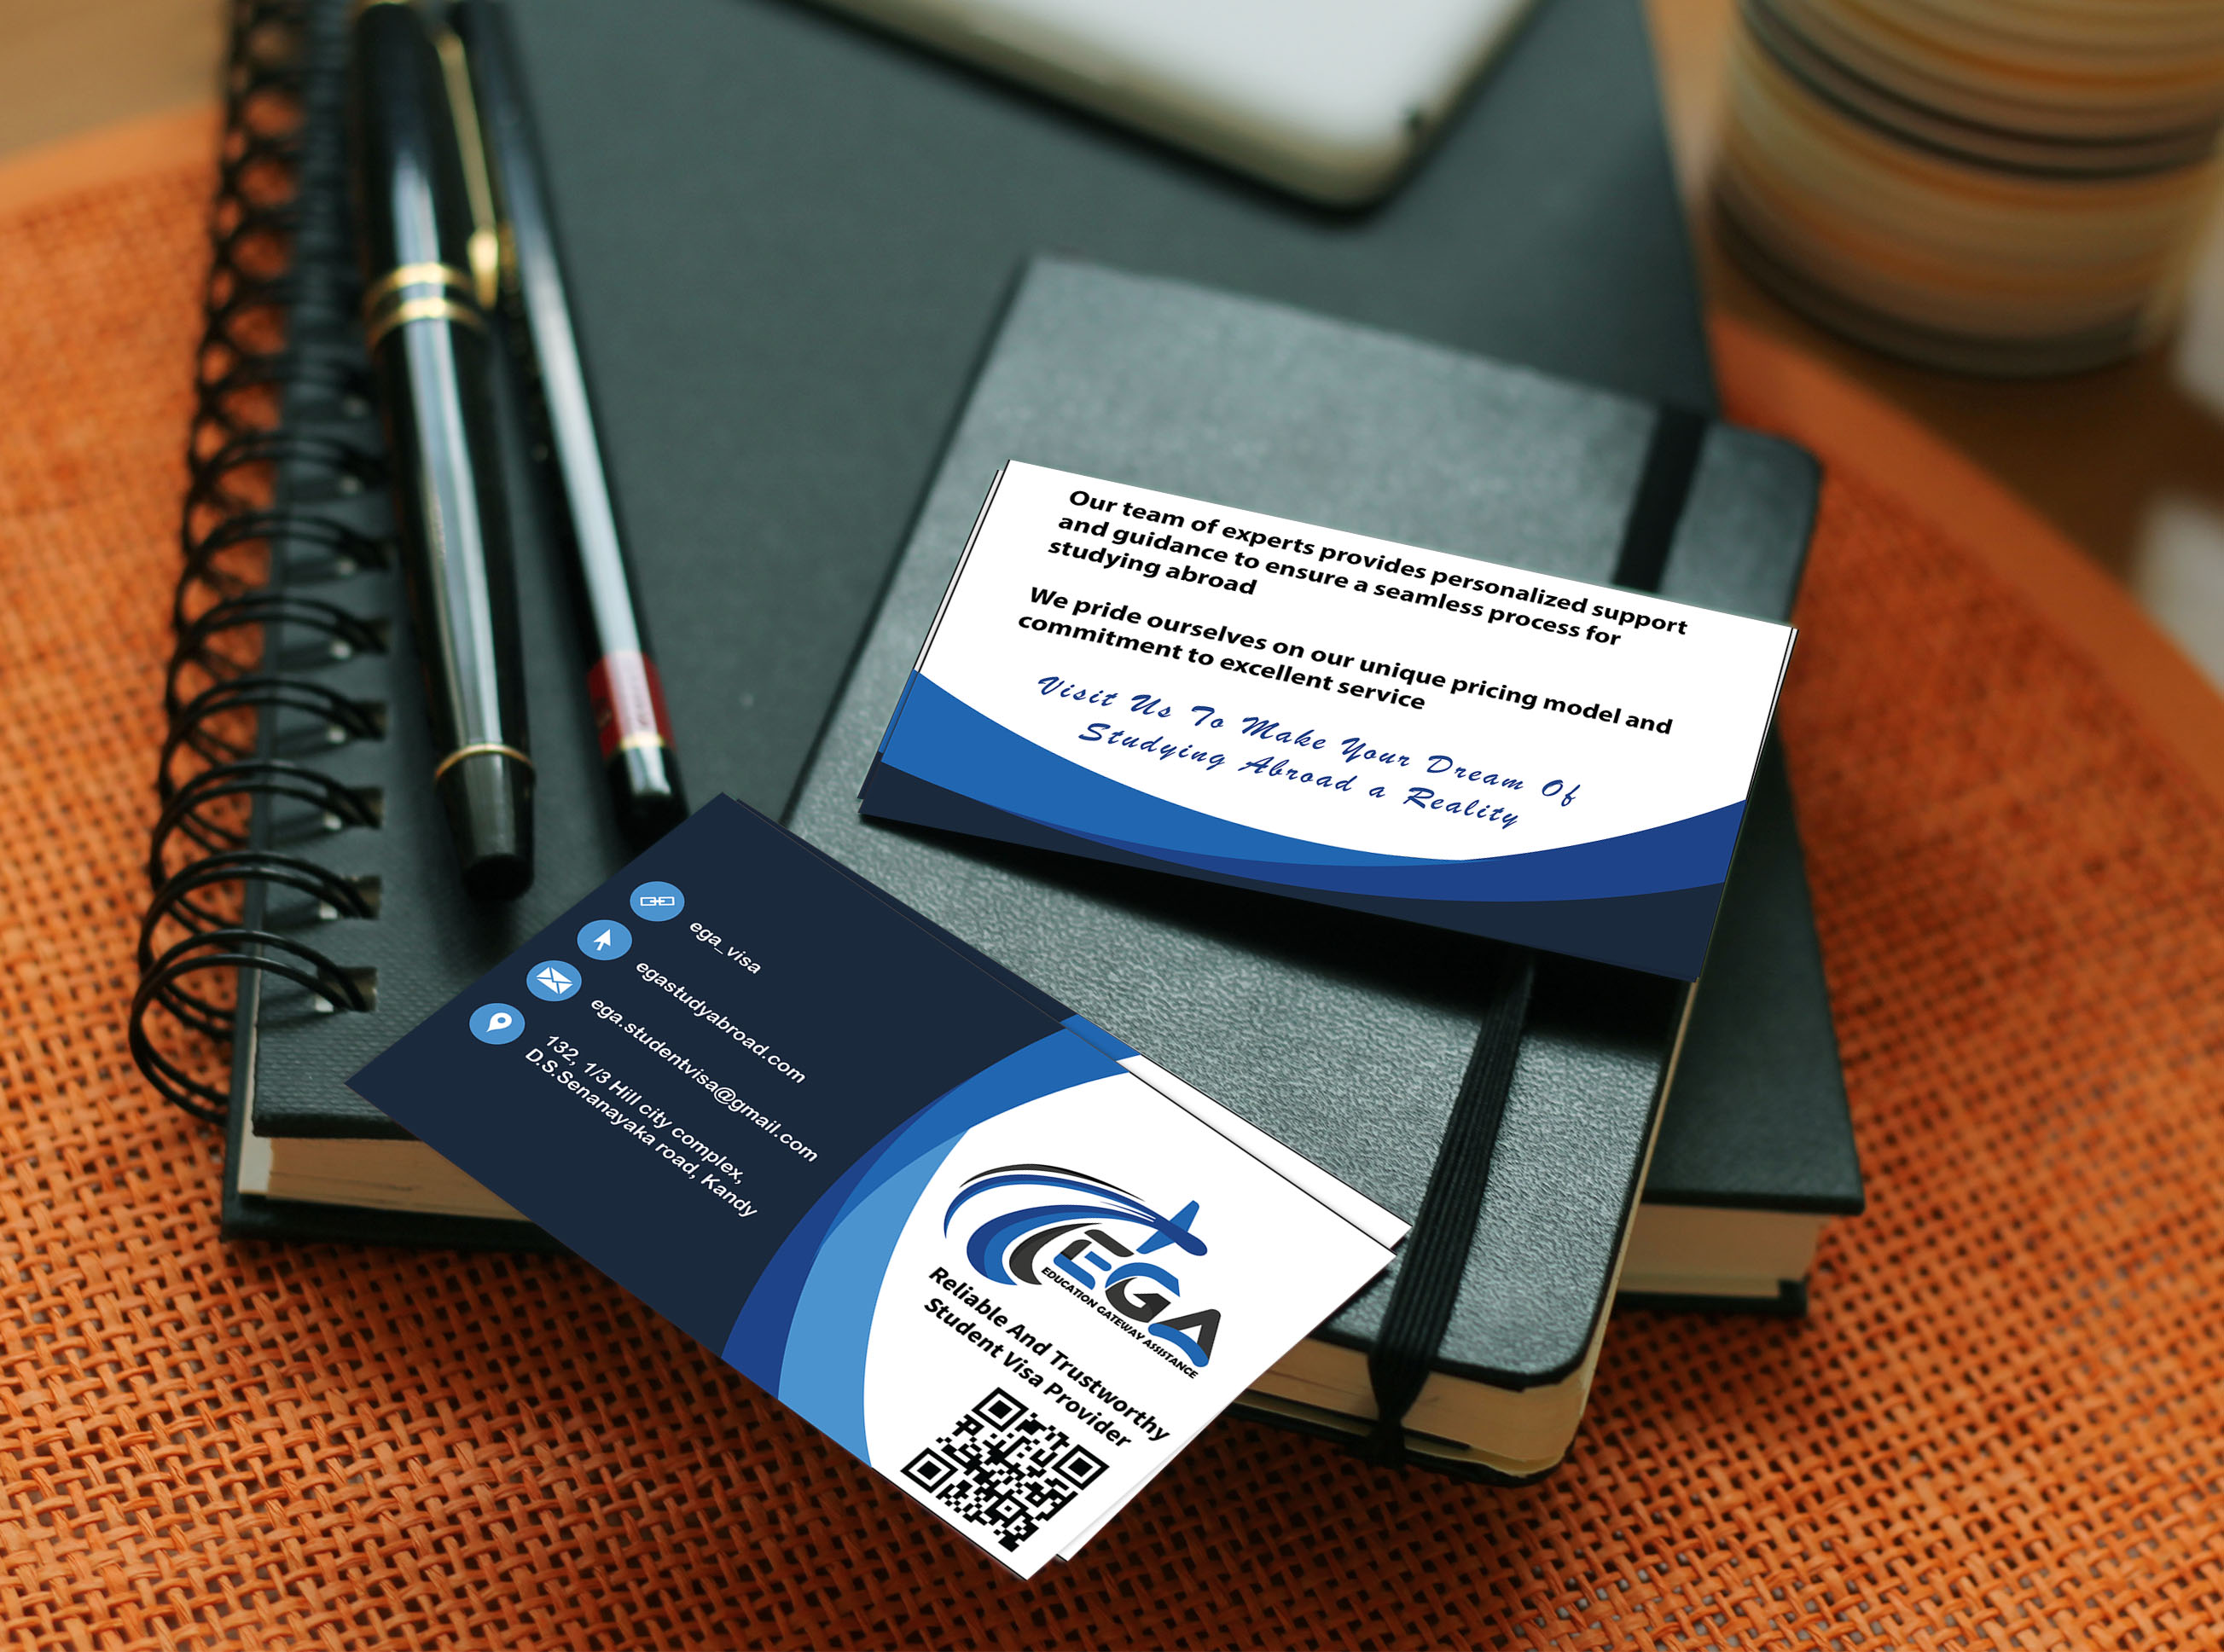 Our team of experts provides personalized support
and guidance to ensure a seamless process for
studying abroad
We pride ourselves on our unique pricing model and
commitment to excellent service
Visit Us To Make Your Dream Of
Studying Abroad a Reality
ega_visa
egastudyabroad.com
ega.studentvisa@gmail.com
132, 1/3 Hill city complex,
D.S.Senanayaka road, Kandy
EGA
EDUCATION GATEWAY ASSISTANCE
Reliable And Trustworthy
Student Visa Provider